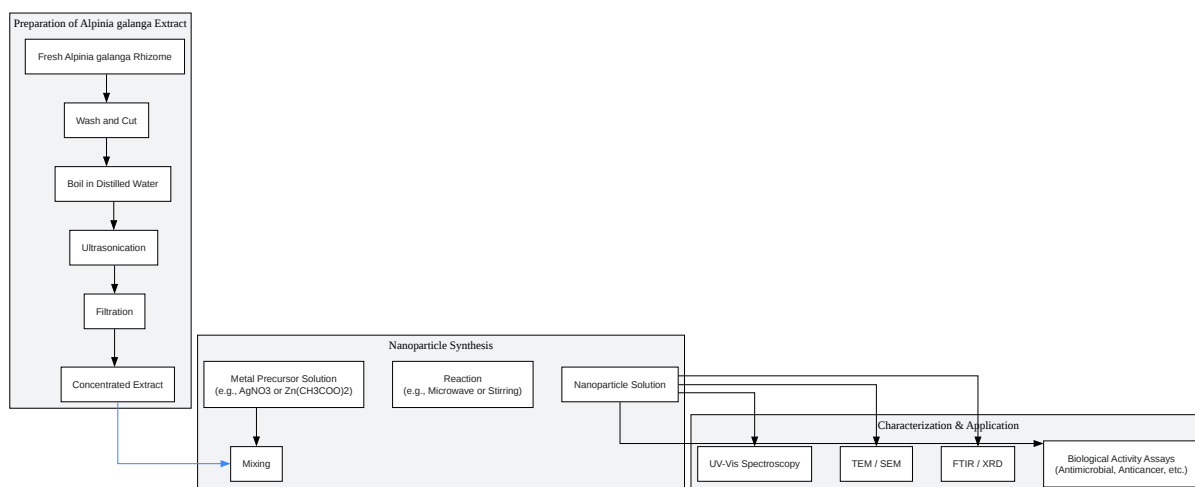 Preparation of Alpinia galanga Extract
Fresh Alpinia galanga Rhizome
Wash and Cut
Boil in Distilled Water
Ultrasonication
Filtration
Concentrated Extract
Nanoparticle Synthesis
Metal Precursor Solution
(e.g., AgNO3 or Zn(CH3COO)2)
Reaction
(e.g., Microwave or Stirring)
Nanoparticle Solution
Mixing
Characterization & Application
UV-Vis Spectroscopy
TEM / SEM
FTIR / XRD
Biological Activity Assays
(Antimicrobial, Anticancer, etc.)